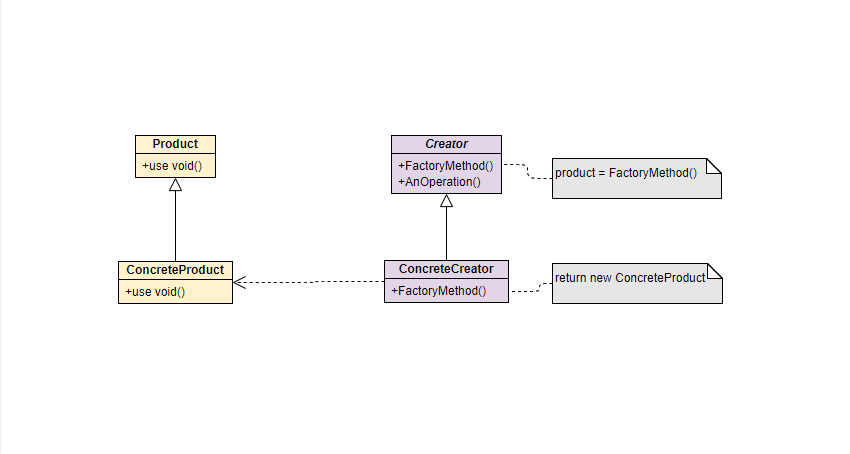 Product
+use void()
Creator
+FactoryMethod()
+AnOperation()
product = FactoryMethod()
ConcreteProduct
+use void()
ConcreteCreator
+FactoryMethod()
return new ConcreteProduct